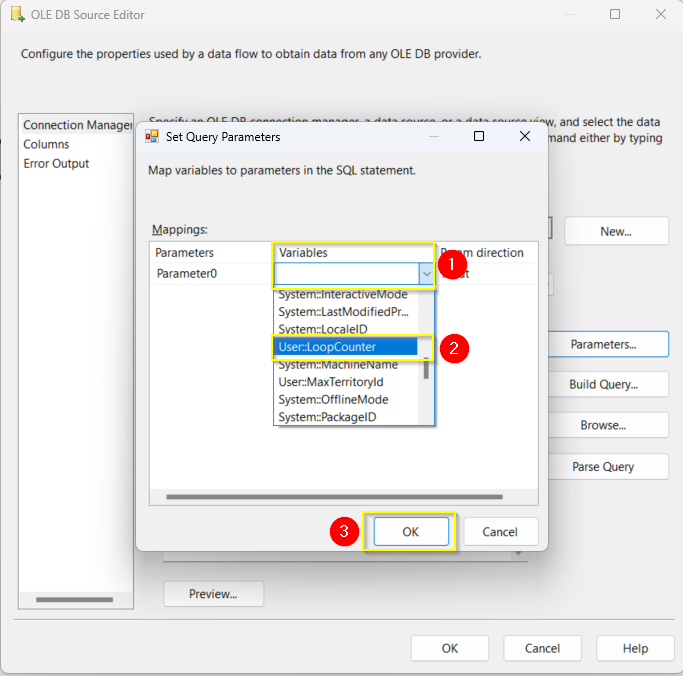 OLE DB Source Editor
Configure the properties used by a data flow to obtain data from any OLE DB provider.
Connection Manager
Columns
Error Output
Specify an OLE DB connection manager, a data source, or a data source view, and select the data
mand either by typing
Set Query Parameters
Map variables to parameters in the SQL statement.
Mappings:
Parameters Variables Param direction
Parameter0
1
System::InteractiveMode
System::LastModifiedPr...
System::LocaleID
User::LoopCounter
2
System::MachineName
User::MaxTerritoryId
System::OfflineMode
System::PackageID
3
OK Cancel
New...
Parameters...
Build Query...
Browse...
Parse Query
Preview...
OK Cancel Help